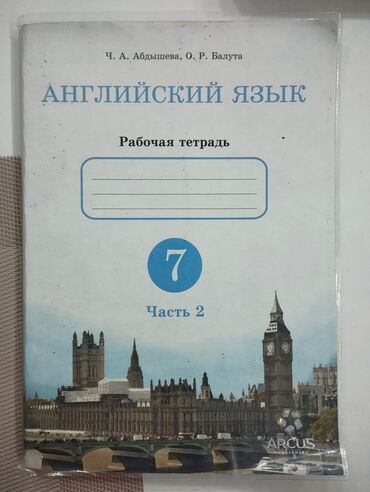 Ч. А. Абдышева, О. Р. Балута
АНГЛИЙСКИЙ ЯЗЫК
Рабочая тетрадь
7
Часть 2
ARCUS